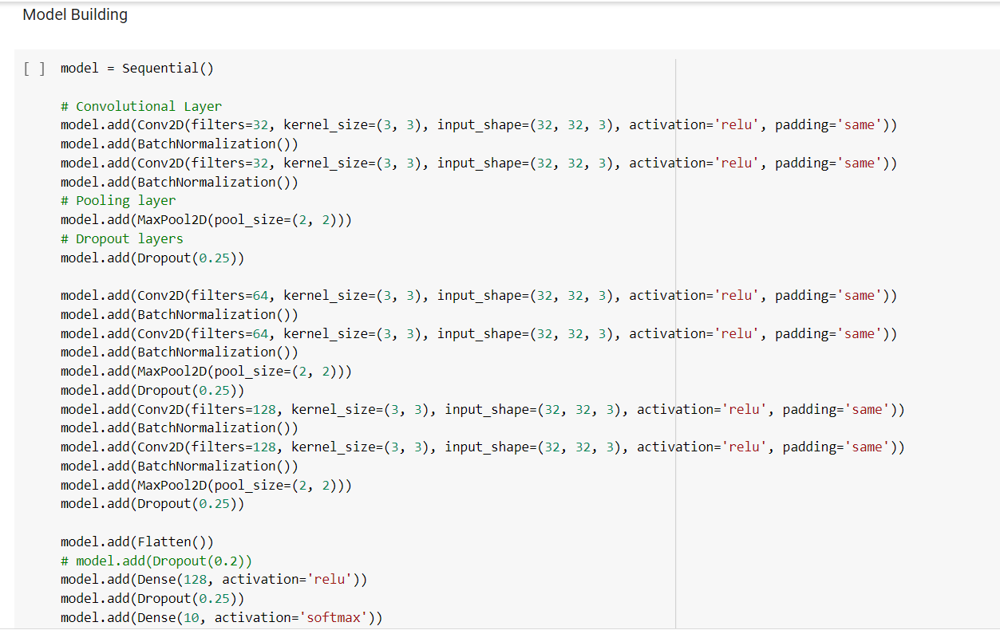 Model Building
[ ] model = Sequential()
# Convolutional Layer
model.add(Conv2D(filters=32, kernel_size=(3, 3), input_shape=(32, 32, 3), activation='relu', padding='same'))
model.add(BatchNormalization())
model.add(Conv2D(filters=32, kernel_size=(3, 3), input_shape=(32, 32, 3), activation='relu', padding='same'))
model.add(BatchNormalization())
# Pooling layer
model.add(MaxPool2D(pool_size=(2, 2)))
# Dropout layers
model.add(Dropout(0.25))
model.add(Conv2D(filters=64, kernel_size=(3, 3), input_shape=(32, 32, 3), activation='relu', padding='same'))
model.add(BatchNormalization())
model.add(Conv2D(filters=64, kernel_size=(3, 3), input_shape=(32, 32, 3), activation='relu', padding='same'))
model.add(BatchNormalization())
model.add(MaxPool2D(pool_size=(2, 2)))
model.add(Dropout(0.25))
model.add(Conv2D(filters=128, kernel_size=(3, 3), input_shape=(32, 32, 3), activation='relu', padding='same'))
model.add(BatchNormalization())
model.add(Conv2D(filters=128, kernel_size=(3, 3), input_shape=(32, 32, 3), activation='relu', padding='same'))
model.add(BatchNormalization())
model.add(MaxPool2D(pool_size=(2, 2)))
model.add(Dropout(0.25))
model.add(Flatten())
# model.add(Dropout(0.2))
model.add(Dense(128, activation='relu'))
model.add(Dropout(0.25))
model.add(Dense(10, activation='softmax'))